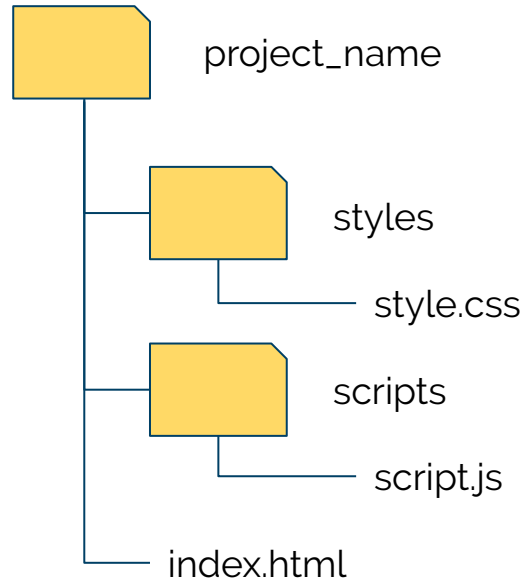 project_name
styles
style.css
scripts
script.js
index.html